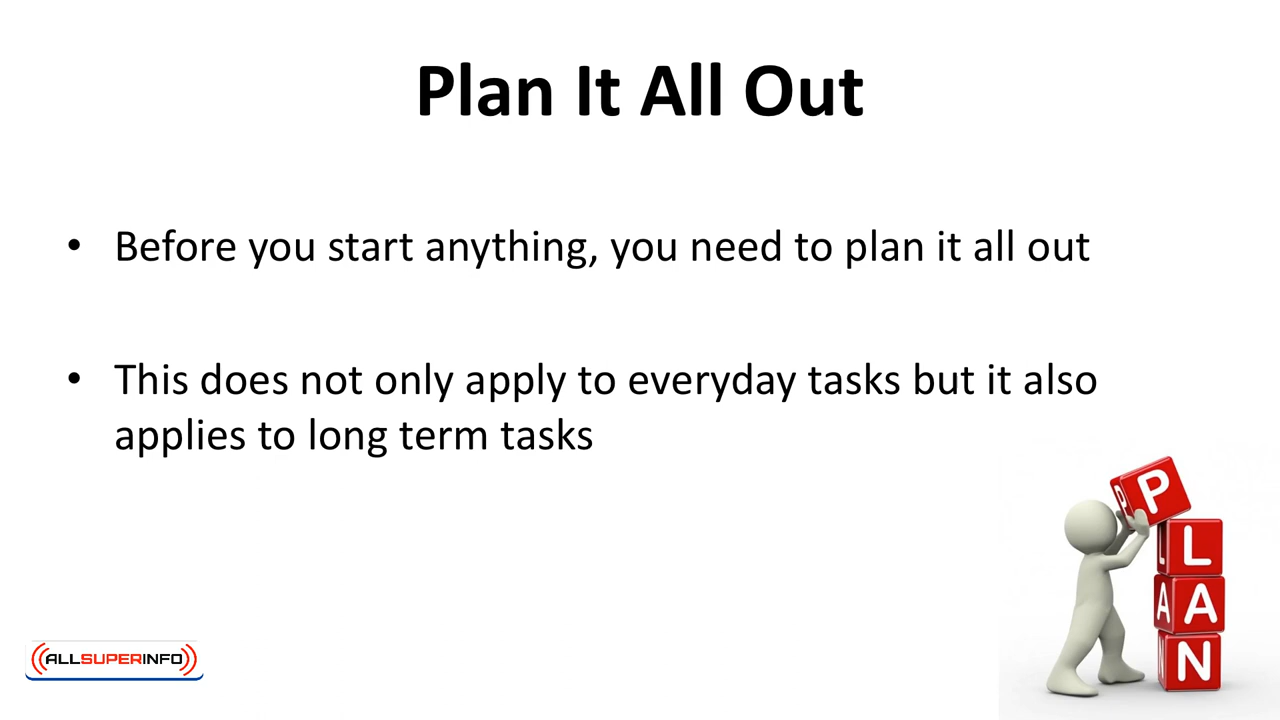 Plan It All Out
• Before you start anything, you need to plan it all out
• This does not only apply to everyday tasks but it also
applies to long term tasks
P
P
L
L
A
A
N
N
ALLSUPERINFO